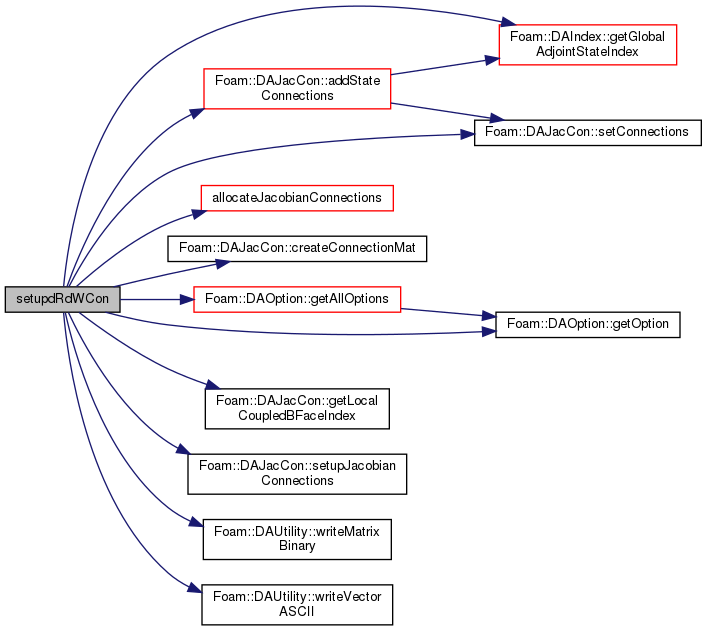 Foam::DAIndex::getGlobal
AdjointStateIndex
Foam::DAJacCon::addState
Connections
Foam::DAJacCon::setConnections
allocateJacobianConnections
Foam::DAJacCon::createConnectionMat
setupdRdWCon
Foam::DAOption::getAllOptions
Foam::DAOption::getOption
Foam::DAJacCon::getLocal
CoupledBFaceIndex
Foam::DAJacCon::setupJacobian
Connections
Foam::DAUtility::writeMatrix
Binary
Foam::DAUtility::writeVector
ASCII